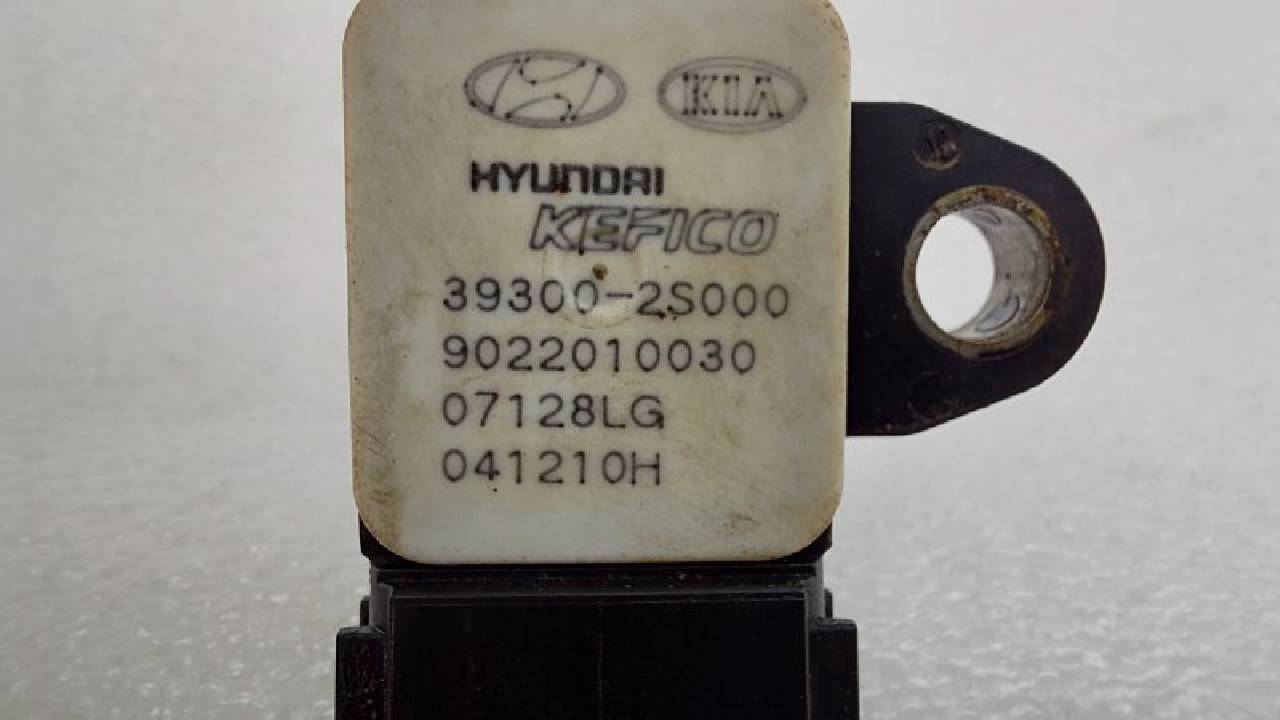 KIA
HYUNDAI
KEFICO
39300-2S000
9022010030
07128LG
041210H